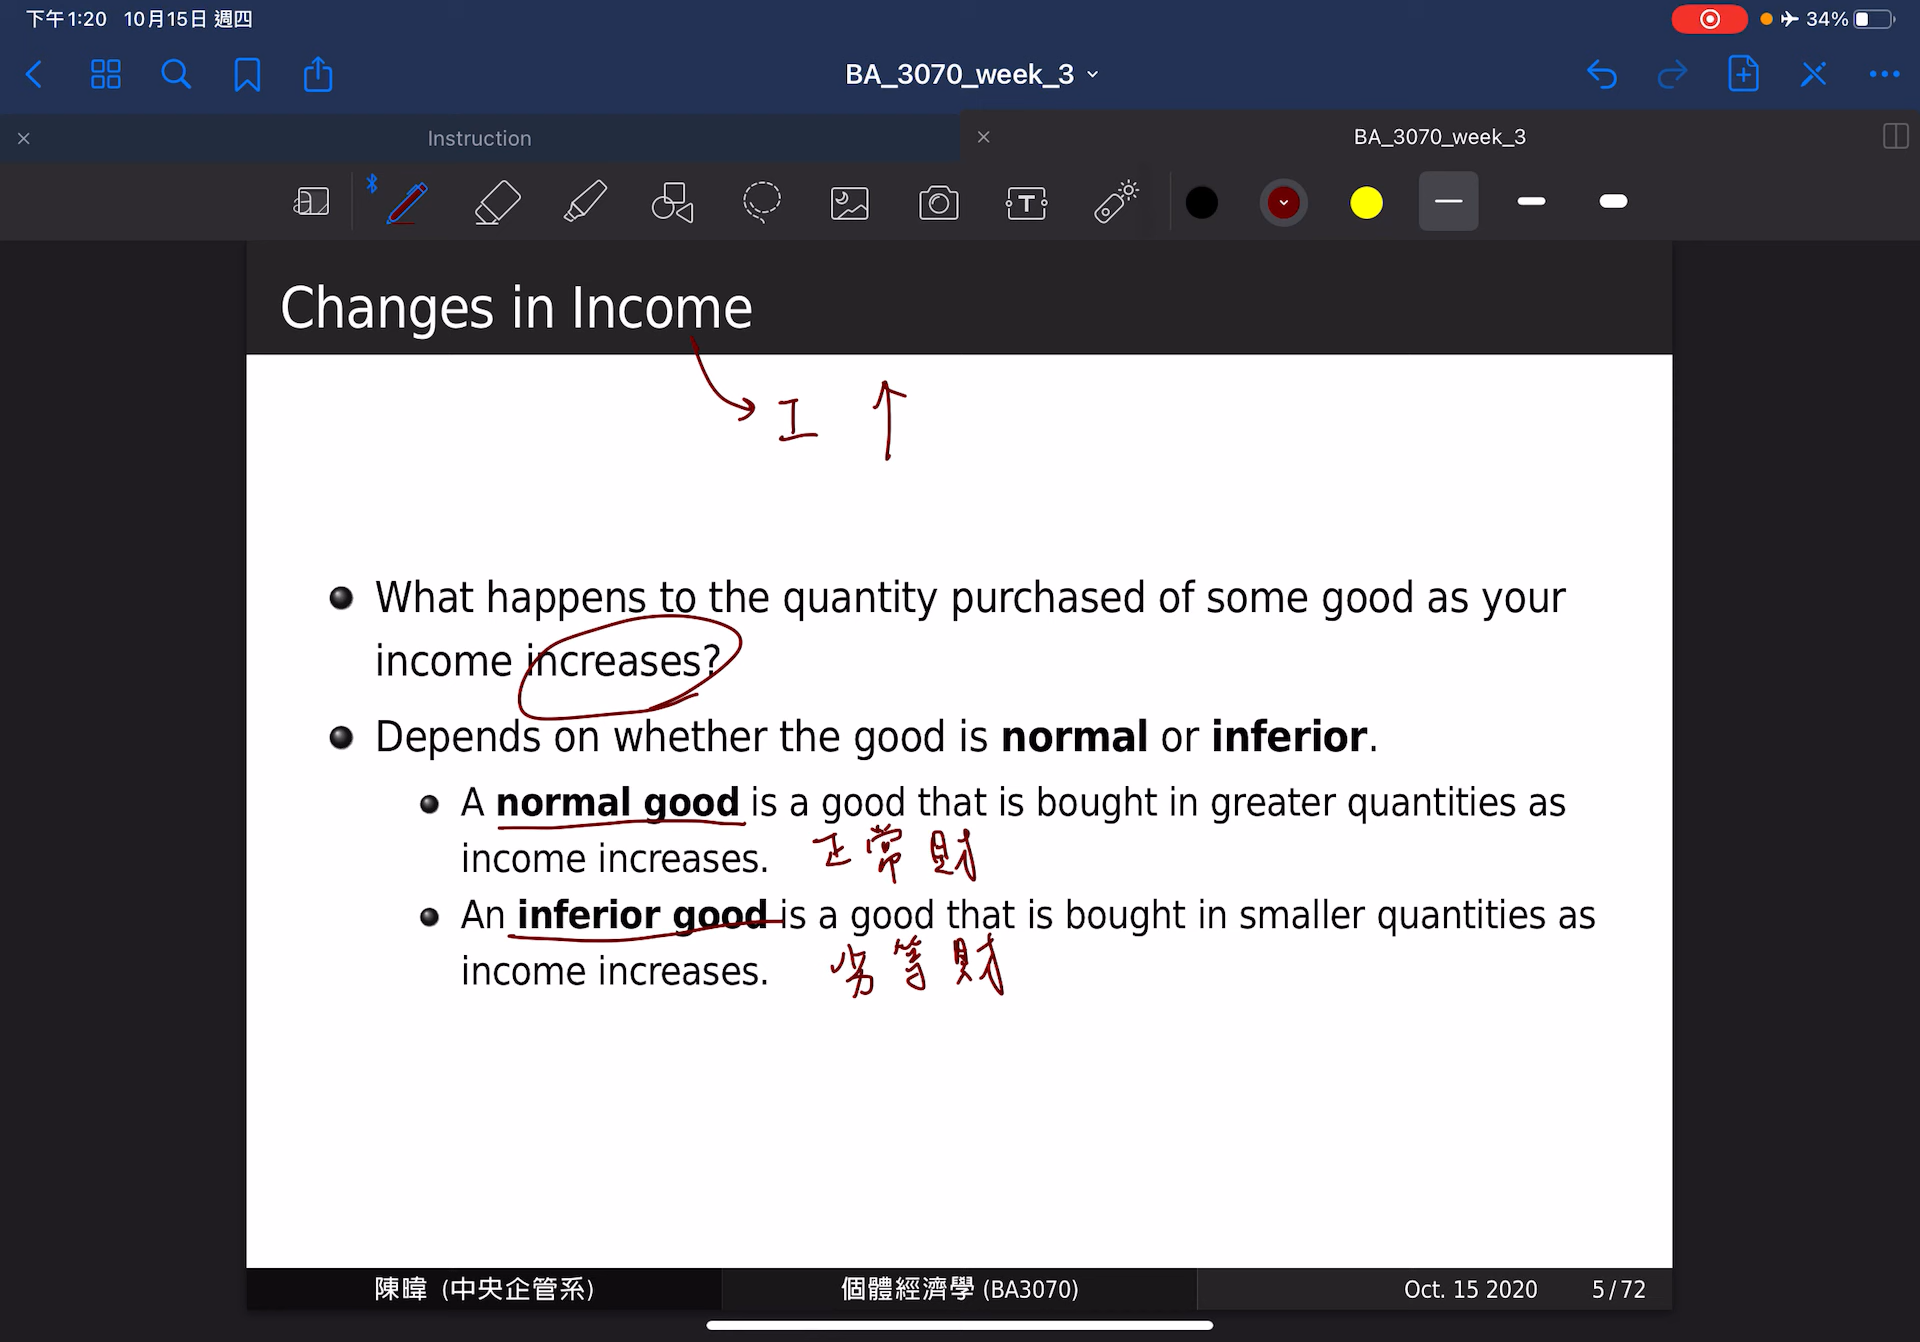 下午1:20 10月15日 週四
34%
BA_3070_week_3
Instruction
BA_3070_week_3
Changes in Income
I ↑
What happens to the quantity purchased of some good as your
income increases?
Depends on whether the good is normal or inferior.
A normal good is a good that is bought in greater quantities as
income increases. 正常財
An inferior good is a good that is bought in smaller quantities as
income increases. 劣等財
陳暐 (中央企管系) 個體經濟學 (BA3070) Oct. 15 2020 5 / 72